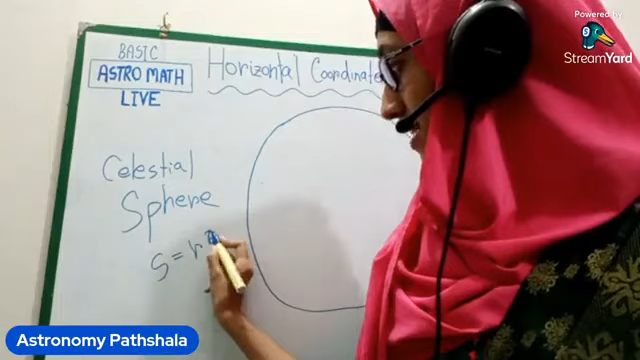 Powered by
StreamYard
BASIC
ASTRO MATH
LIVE
Horizontal Coordinate
Celestial
Sphere
S = r
Astronomy Pathshala